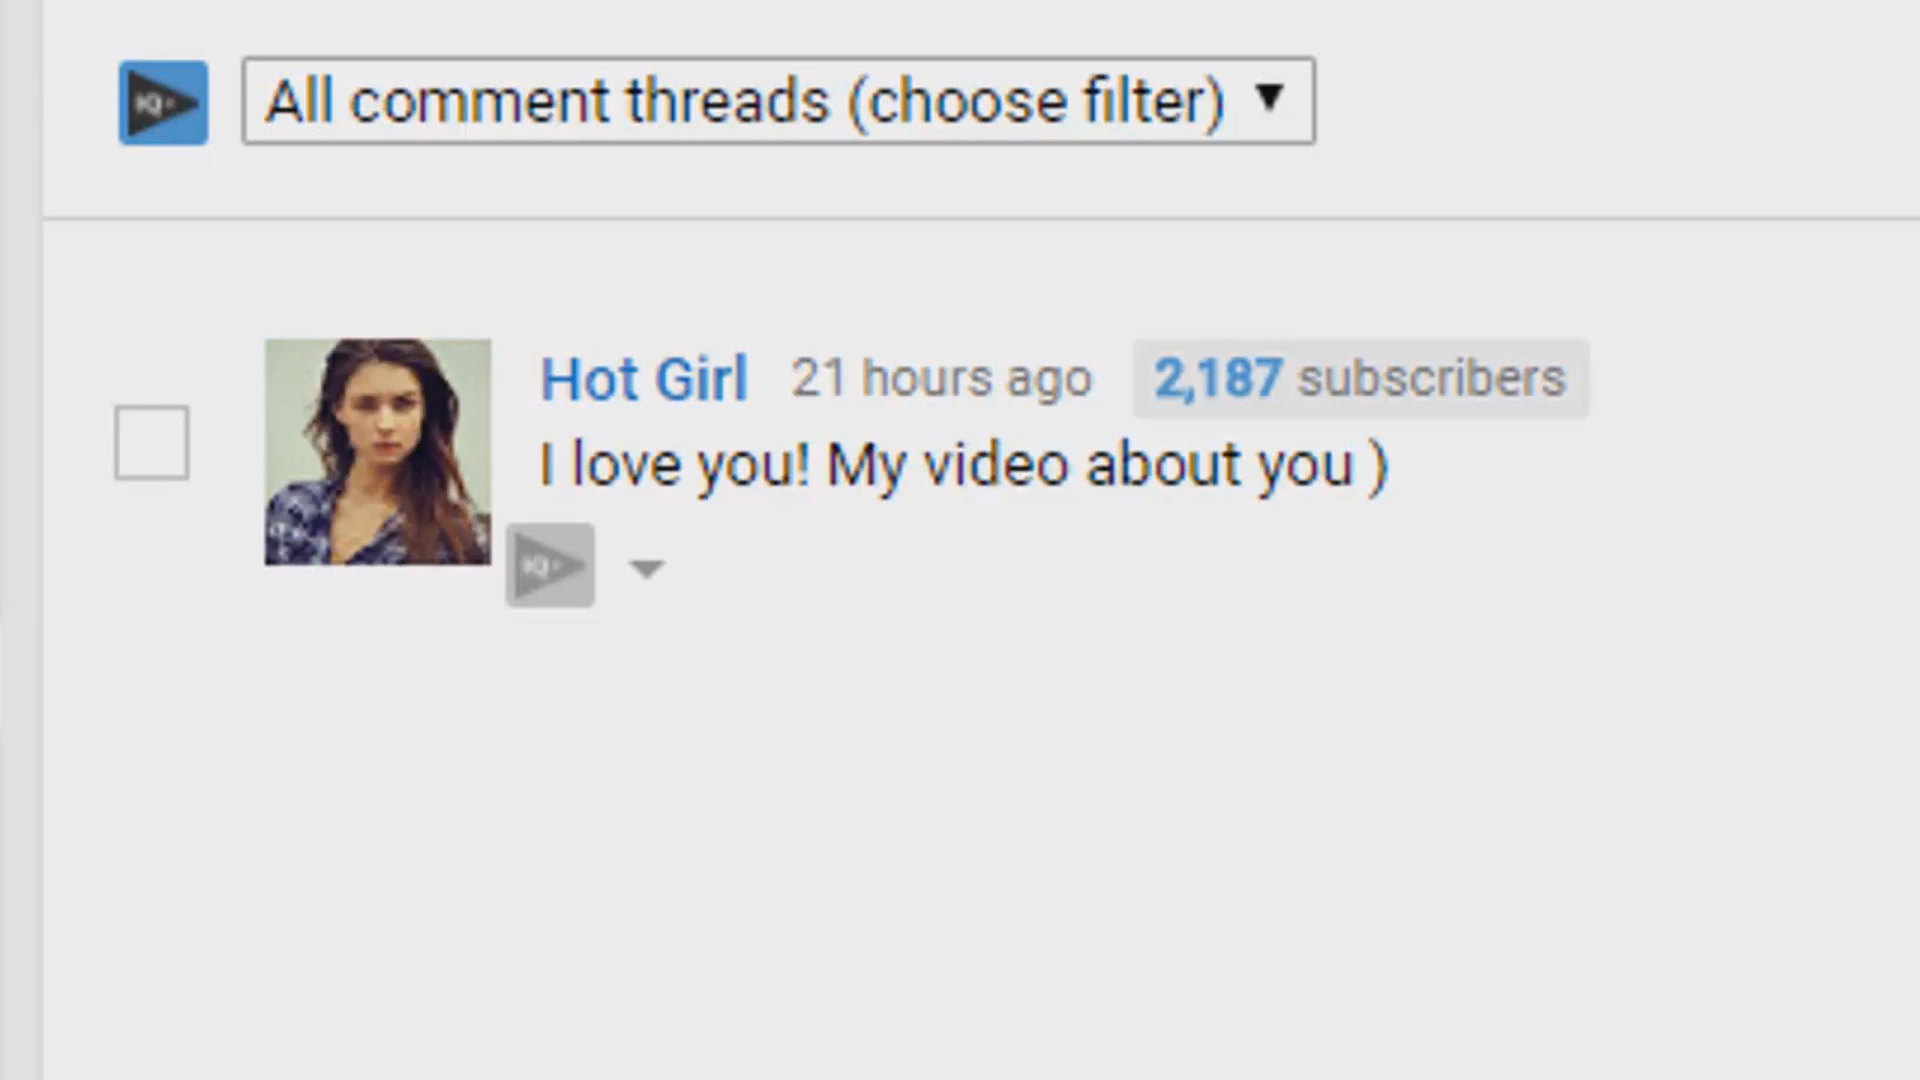 All comment threads (choose filter) ▼
Hot Girl 21 hours ago 2,187 subscribers
I love you! My video about you )